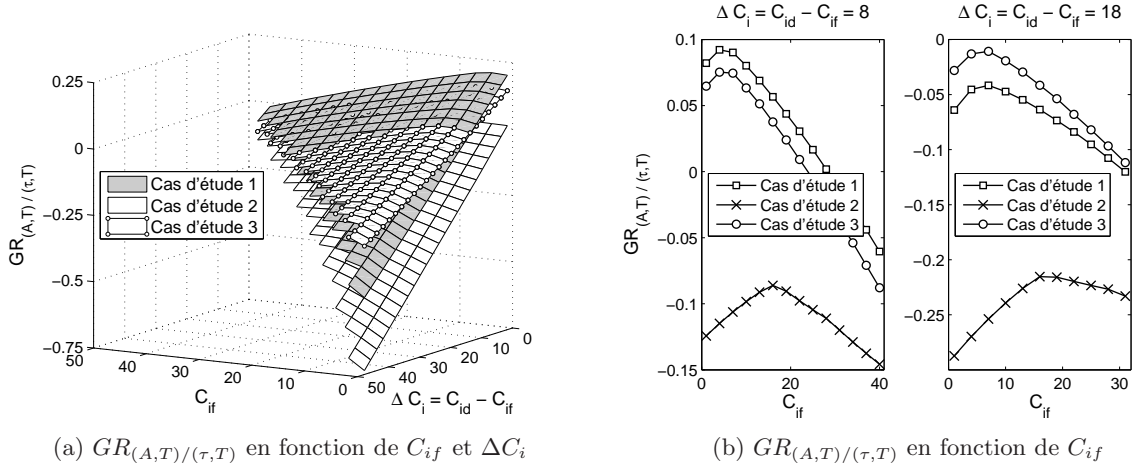 0.25
0
−0.25
−0.5
−0.75
GR(A,T) / (τ,T)
50
40
30
20
10
0
Cif
50
40
30
20
10
0
Δ Ci = Cid − Cif
Cas d'étude 1
Cas d'étude 2
Cas d'étude 3
(a) GR(A,T)/(τ,T) en fonction de Cif et ΔCi
Δ Ci = Cid − Cif = 8
0.1
0.05
0
−0.05
−0.1
−0.15
GR(A,T) / (τ,T)
0
20
40
Cif
Cas d'étude 1
Cas d'étude 2
Cas d'étude 3
Δ Ci = Cid − Cif = 18
0
−0.05
−0.1
−0.15
−0.2
−0.25
0
10
20
30
Cif
Cas d'étude 1
Cas d'étude 2
Cas d'étude 3
(b) GR(A,T)/(τ,T) en fonction de Cif